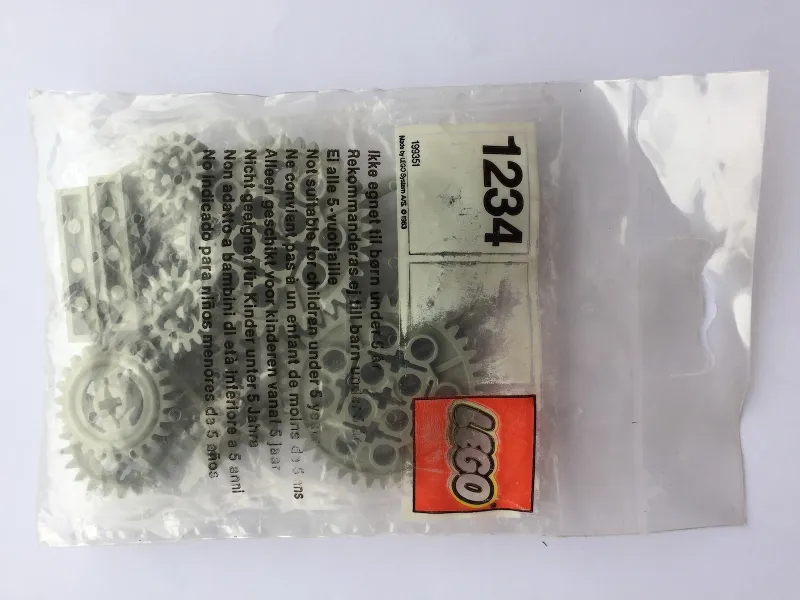 1234
199351
Made by LEGO System A/S. © 1993
LEGO
Ikke egnet til børn under 5 år
Rekommanderas ej till barn under 5 år
Ei alle 5-vuotiaille
Not suitable for children under 5 years
Ne convient pas à un enfant de moins de 5 ans
Alleen geschikt voor kinderen vanaf 5 jaar
Nicht geeignet für Kinder unter 5 Jahre
Non adatto a bambini di età inferiore a 5 anni
No indicado para niños menores de 5 años